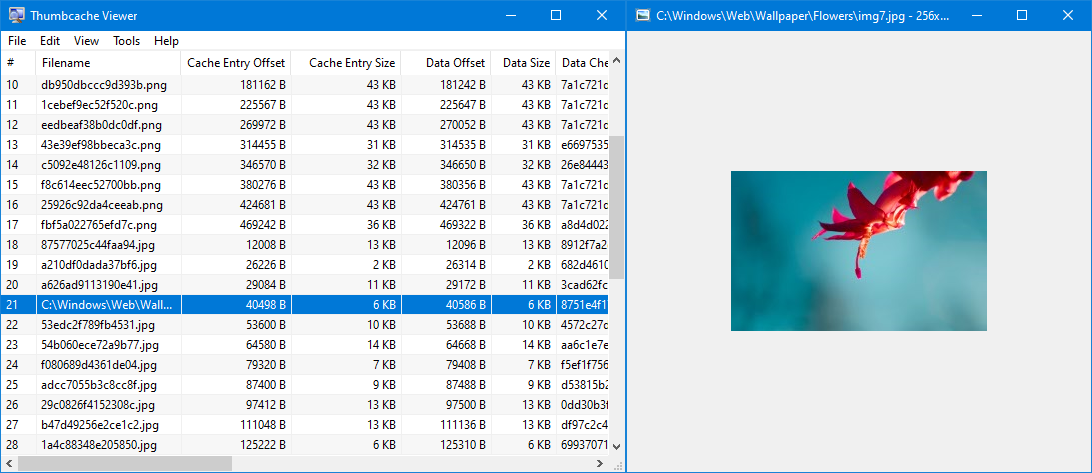 Thumbcache Viewer
File Edit View Tools Help
# Filename Cache Entry Offset Cache Entry Size Data Offset Data Size Data Che
10 db950dbccc9d393b.png 181162 B 43 KB 181242 B 43 KB 7a1c721d
11 1cebef9ec52f520c.png 225567 B 43 KB 225647 B 43 KB 7a1c721d
12 eedbeaf38b0dc0df.png 269972 B 43 KB 270052 B 43 KB 7a1c721d
13 43e39ef98bbeca3c.png 314455 B 31 KB 314535 B 31 KB e6697535
14 c5092e48126c1109.png 346570 B 32 KB 346650 B 32 KB 26e84443
15 f8c614eec52700bb.png 380276 B 43 KB 380356 B 43 KB 7a1c721d
16 25926c92da4ceeab.png 424681 B 43 KB 424761 B 43 KB 7a1c721d
17 fbf5a022765efd7c.png 469242 B 36 KB 469322 B 36 KB a8d4d022
18 87577025c44faa94.jpg 12008 B 13 KB 12096 B 13 KB 8912f7a2
19 a210df0dada37bf6.jpg 26226 B 2 KB 26314 B 2 KB 682d4610
20 a626ad9113190e41.jpg 29084 B 11 KB 29172 B 11 KB 3cad62fc
21 C:\Windows\Web\Wall... 40498 B 6 KB 40586 B 6 KB 8751e4f1
22 53edc2f789fb4531.jpg 53600 B 10 KB 53688 B 10 KB 4572c27d
23 54b060ece72a9b77.jpg 64580 B 14 KB 64668 B 14 KB aa6c1e7e
24 f080689d4361de04.jpg 79320 B 7 KB 79408 B 7 KB f5ef1f756
25 adcc7055b3c8cc8f.jpg 87400 B 9 KB 87488 B 9 KB d53815b2
26 29c0826f4152308c.jpg 97412 B 13 KB 97500 B 13 KB 0dd30b3f
27 b47d49256e2ce1c2.jpg 111048 B 13 KB 111136 B 13 KB df97c2c4
28 1a4c88348e205850.jpg 125222 B 6 KB 125310 B 6 KB 69937071
C:\Windows\Web\Wallpaper\Flowers\img7.jpg - 256x...